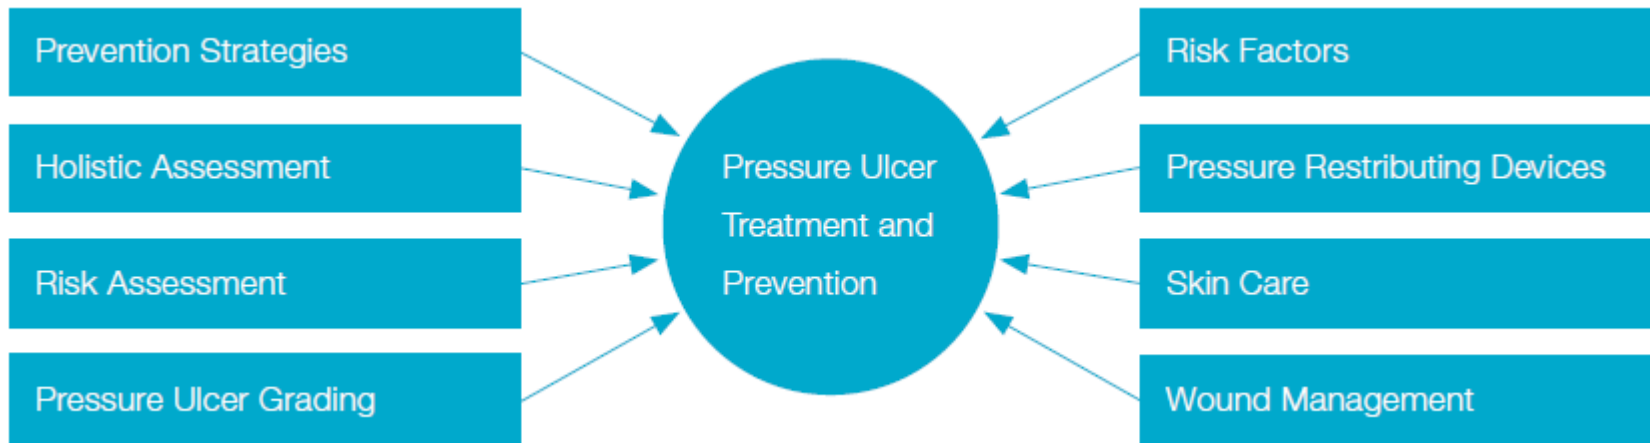 Prevention Strategies
Holistic Assessment
Risk Assessment
Pressure Ulcer Grading
Pressure Ulcer
Treatment and
Prevention
Risk Factors
Pressure Restributing Devices
Skin Care
Wound Management